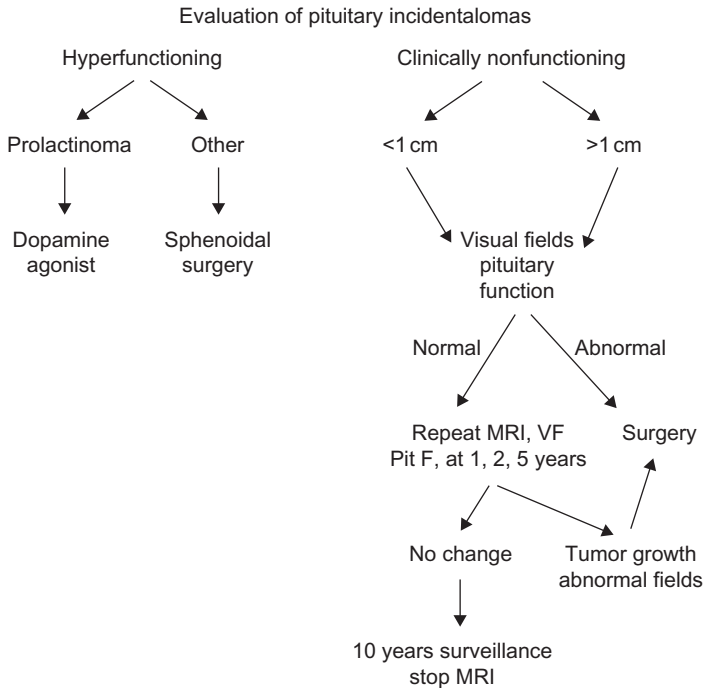 Evaluation of pituitary incidentalomas
Hyperfunctioning
Clinically nonfunctioning
Prolactinoma
Other
<1 cm
>1 cm
Dopamine
agonist
Sphenoidal
surgery
Visual fields
pituitary
function
Normal
Abnormal
Repeat MRI, VF
Pit F, at 1, 2, 5 years
Surgery
No change
Tumor growth
abnormal fields
10 years surveillance
stop MRI